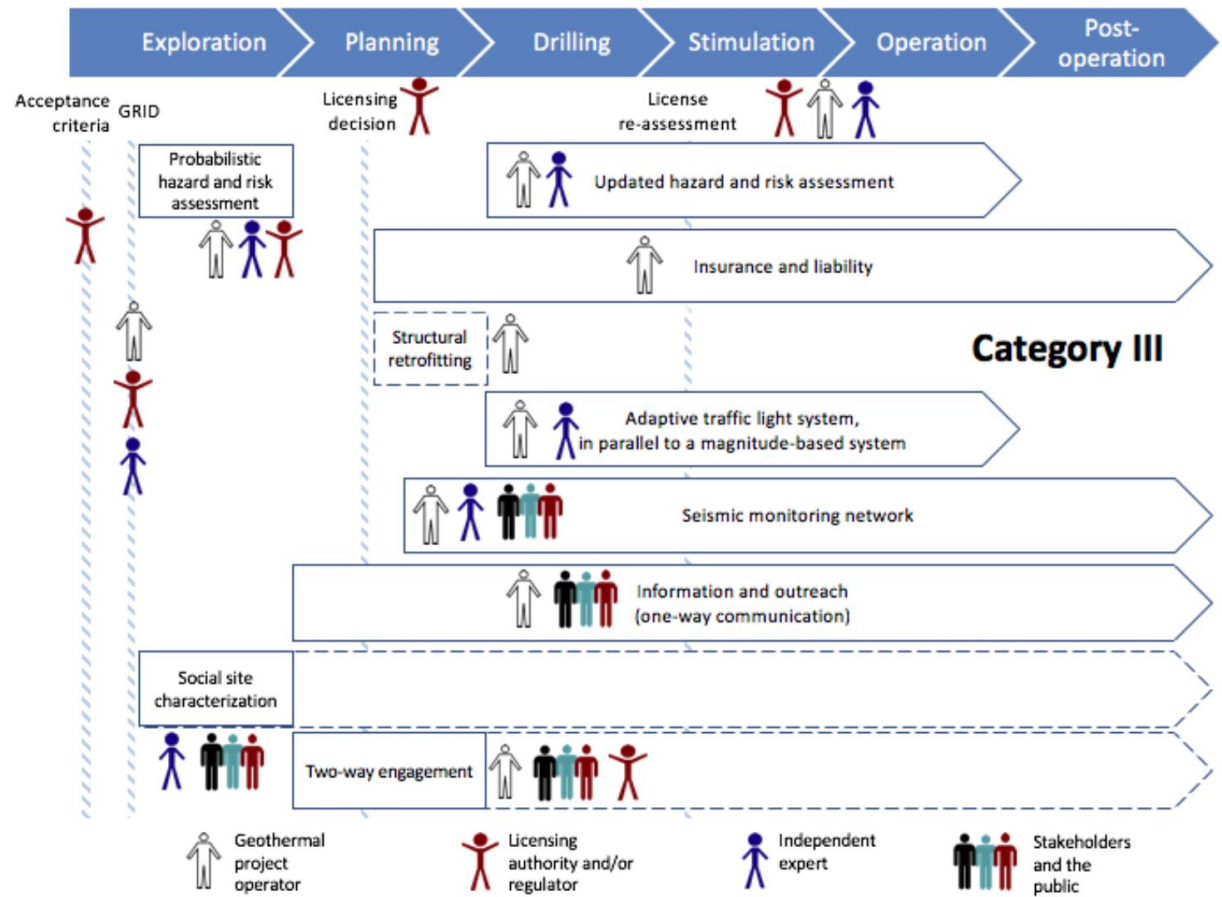 Exploration
Planning
Drilling
Stimulation
Operation
Post-
operation
Acceptance
criteria
GRID
Licensing
decision
License
re-assessment
Probabilistic
hazard and risk
assessment
Updated hazard and risk assessment
Insurance and liability
Structural
retrofitting
Category III
Adaptive traffic light system,
in parallel to a magnitude-based system
Seismic monitoring network
Information and outreach
(one-way communication)
Social site
characterization
Two-way engagement
Geothermal
project
operator
Licensing
authority and/or
regulator
Independent
expert
Stakeholders
and the
public